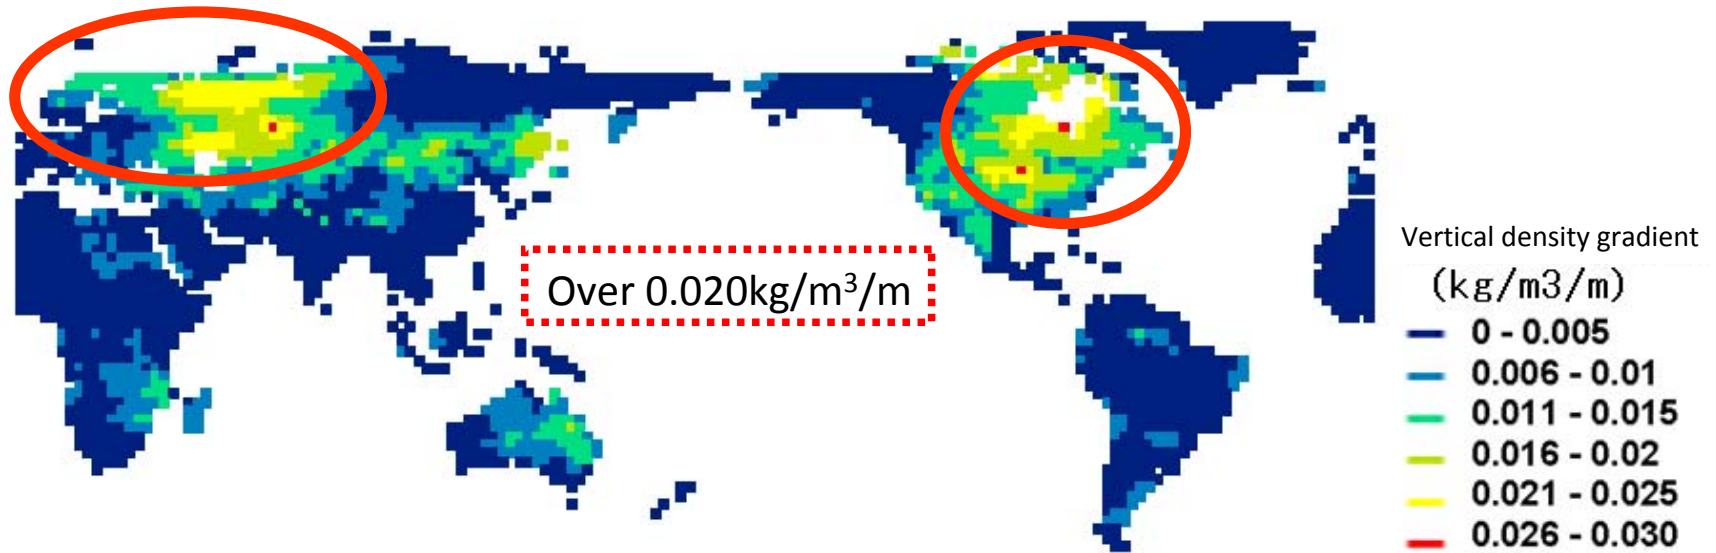 Over 0.020kg/m³/m
Vertical density gradient
(kg/m3/m)
0 - 0.005
0.006 - 0.01
0.011 - 0.015
0.016 - 0.02
0.021 - 0.025
0.026 - 0.030